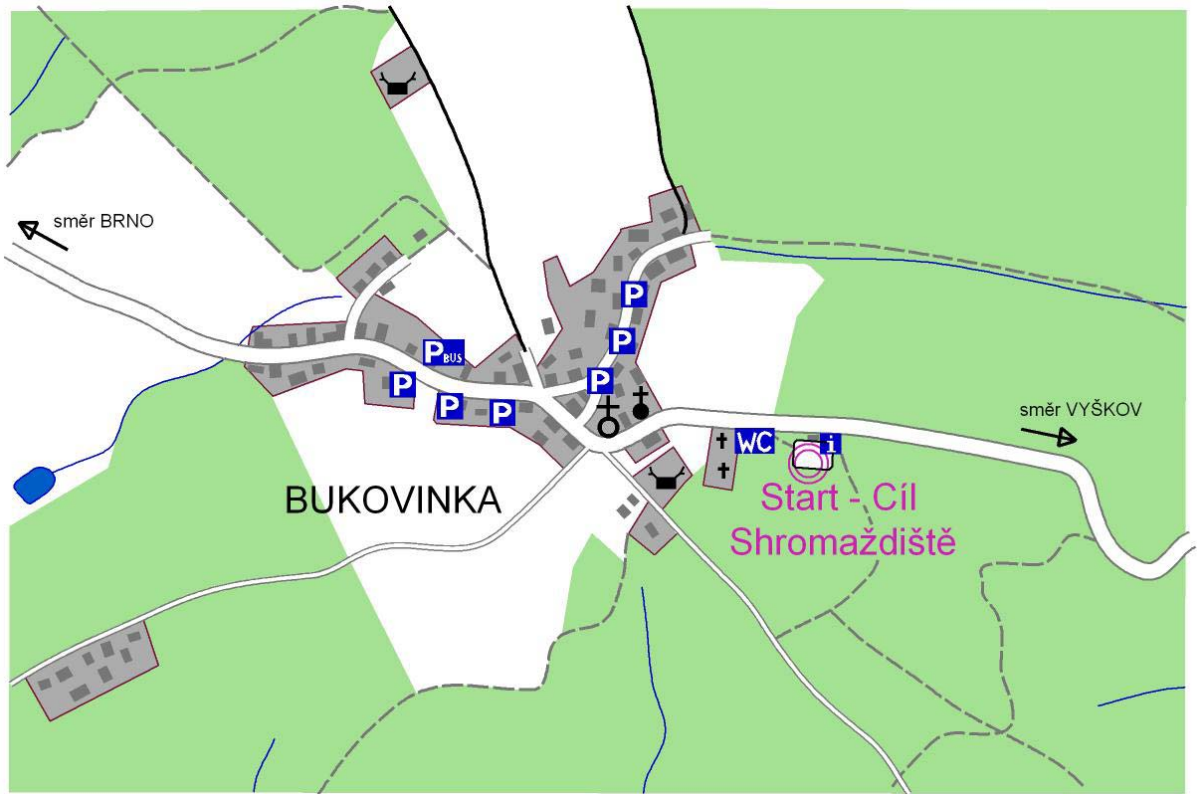 směr BRNO
P
P
P BUS
P
P
P
P
směr VYŠKOV
WC
i
BUKOVINKA
Start - Cíl
Shromaždiště